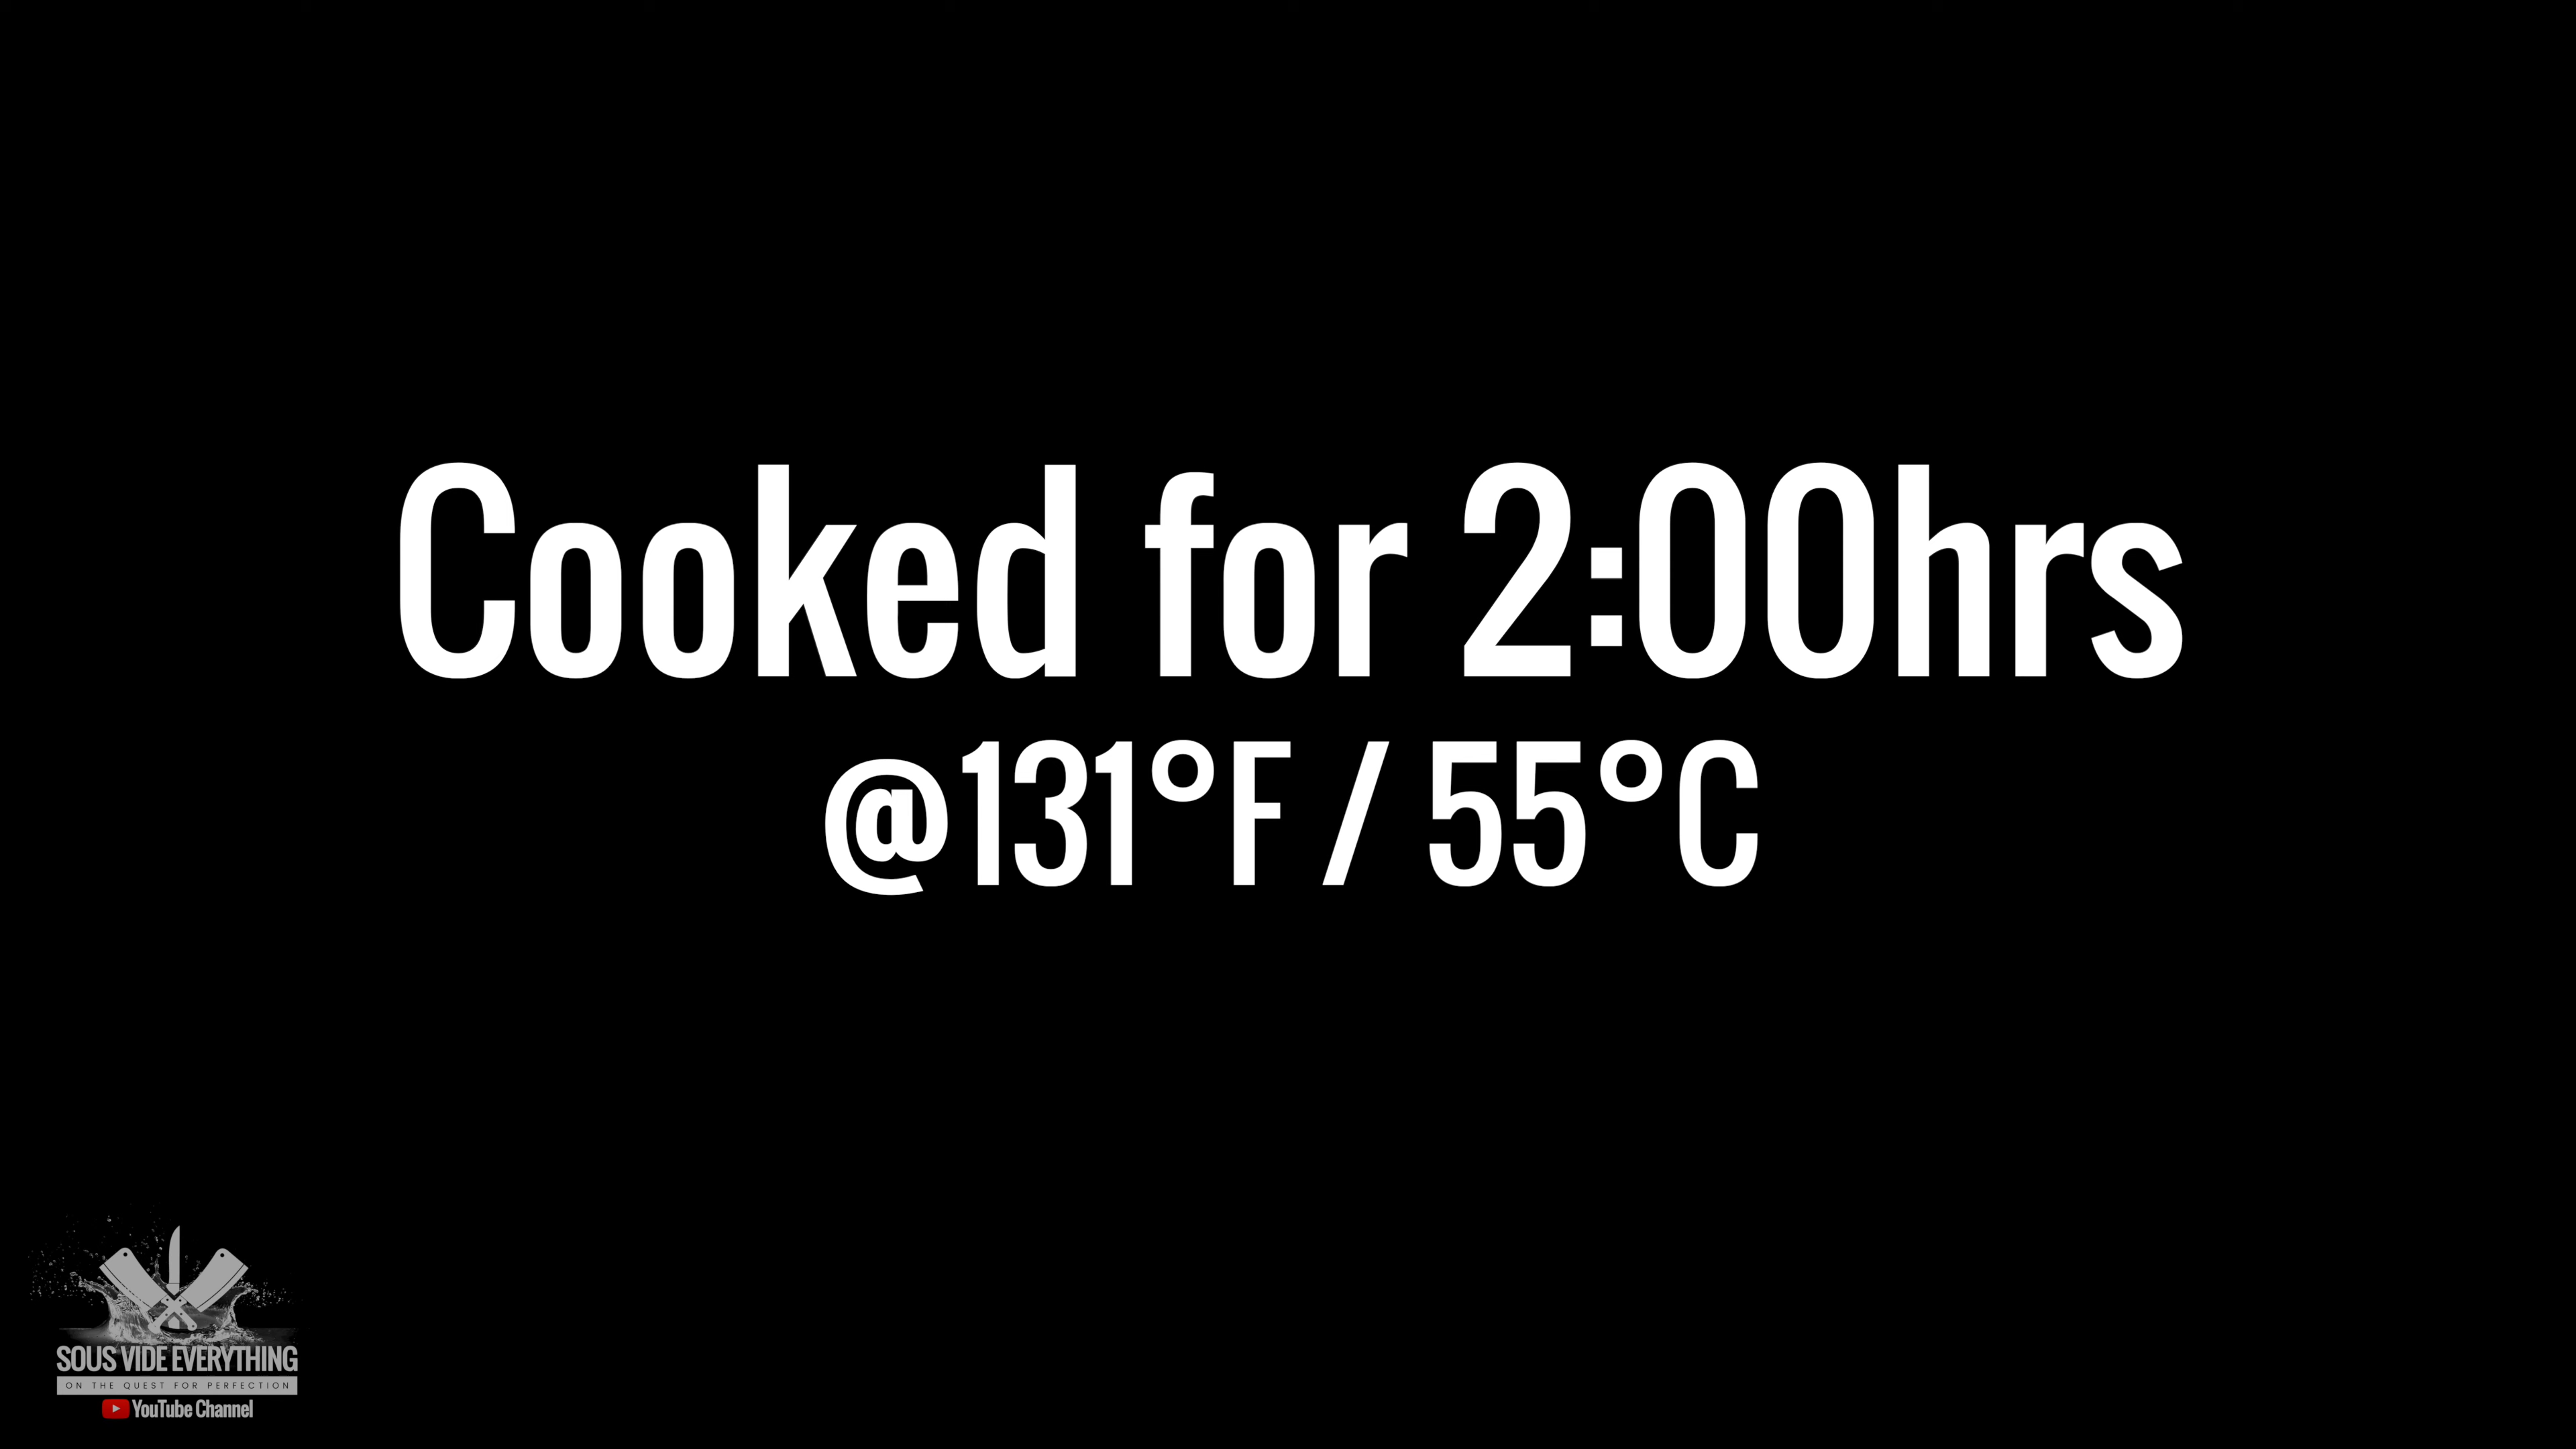 Cooked for 2:00hrs
@131°F / 55°C
SOUS VIDE EVERYTHING
ON THE QUEST FOR PERFECTION
YouTube Channel